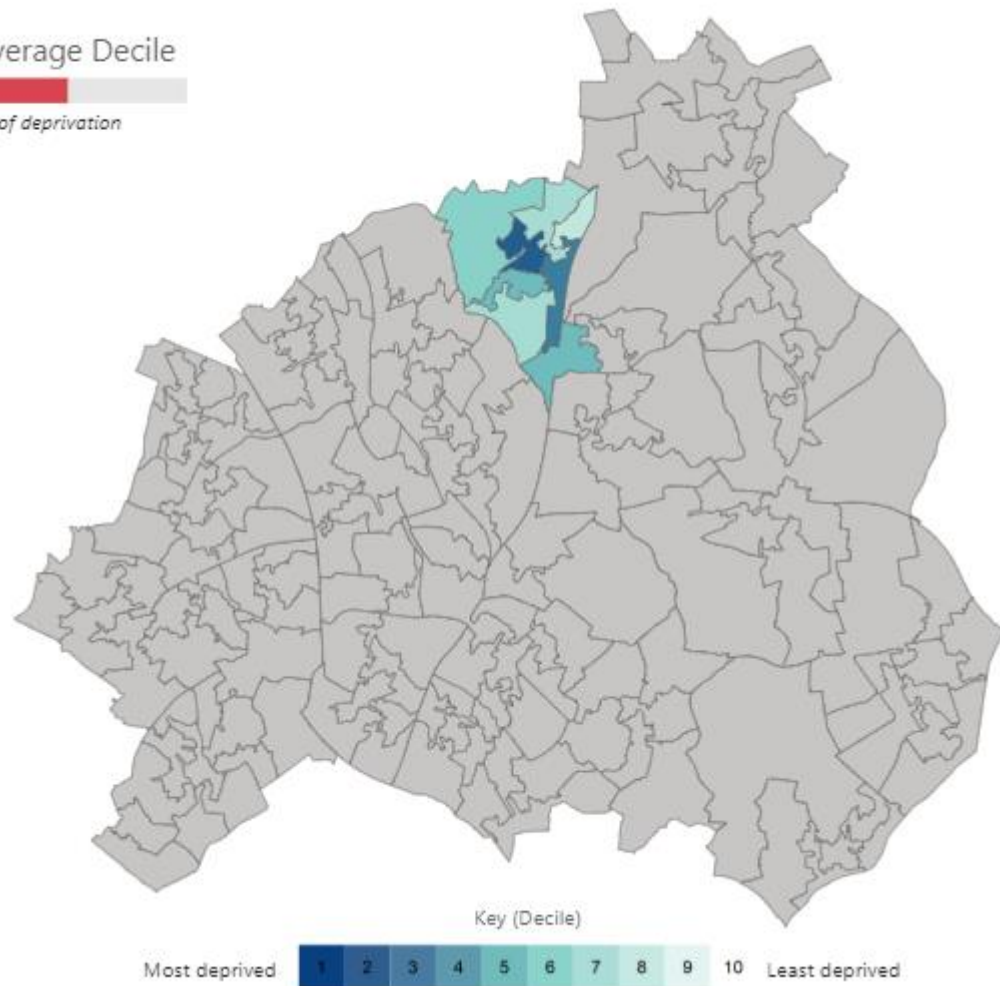 verage Decile
of deprivation
Key (Decile)
Most deprived 1 2 3 4 5 6 7 8 9 10 Least deprived